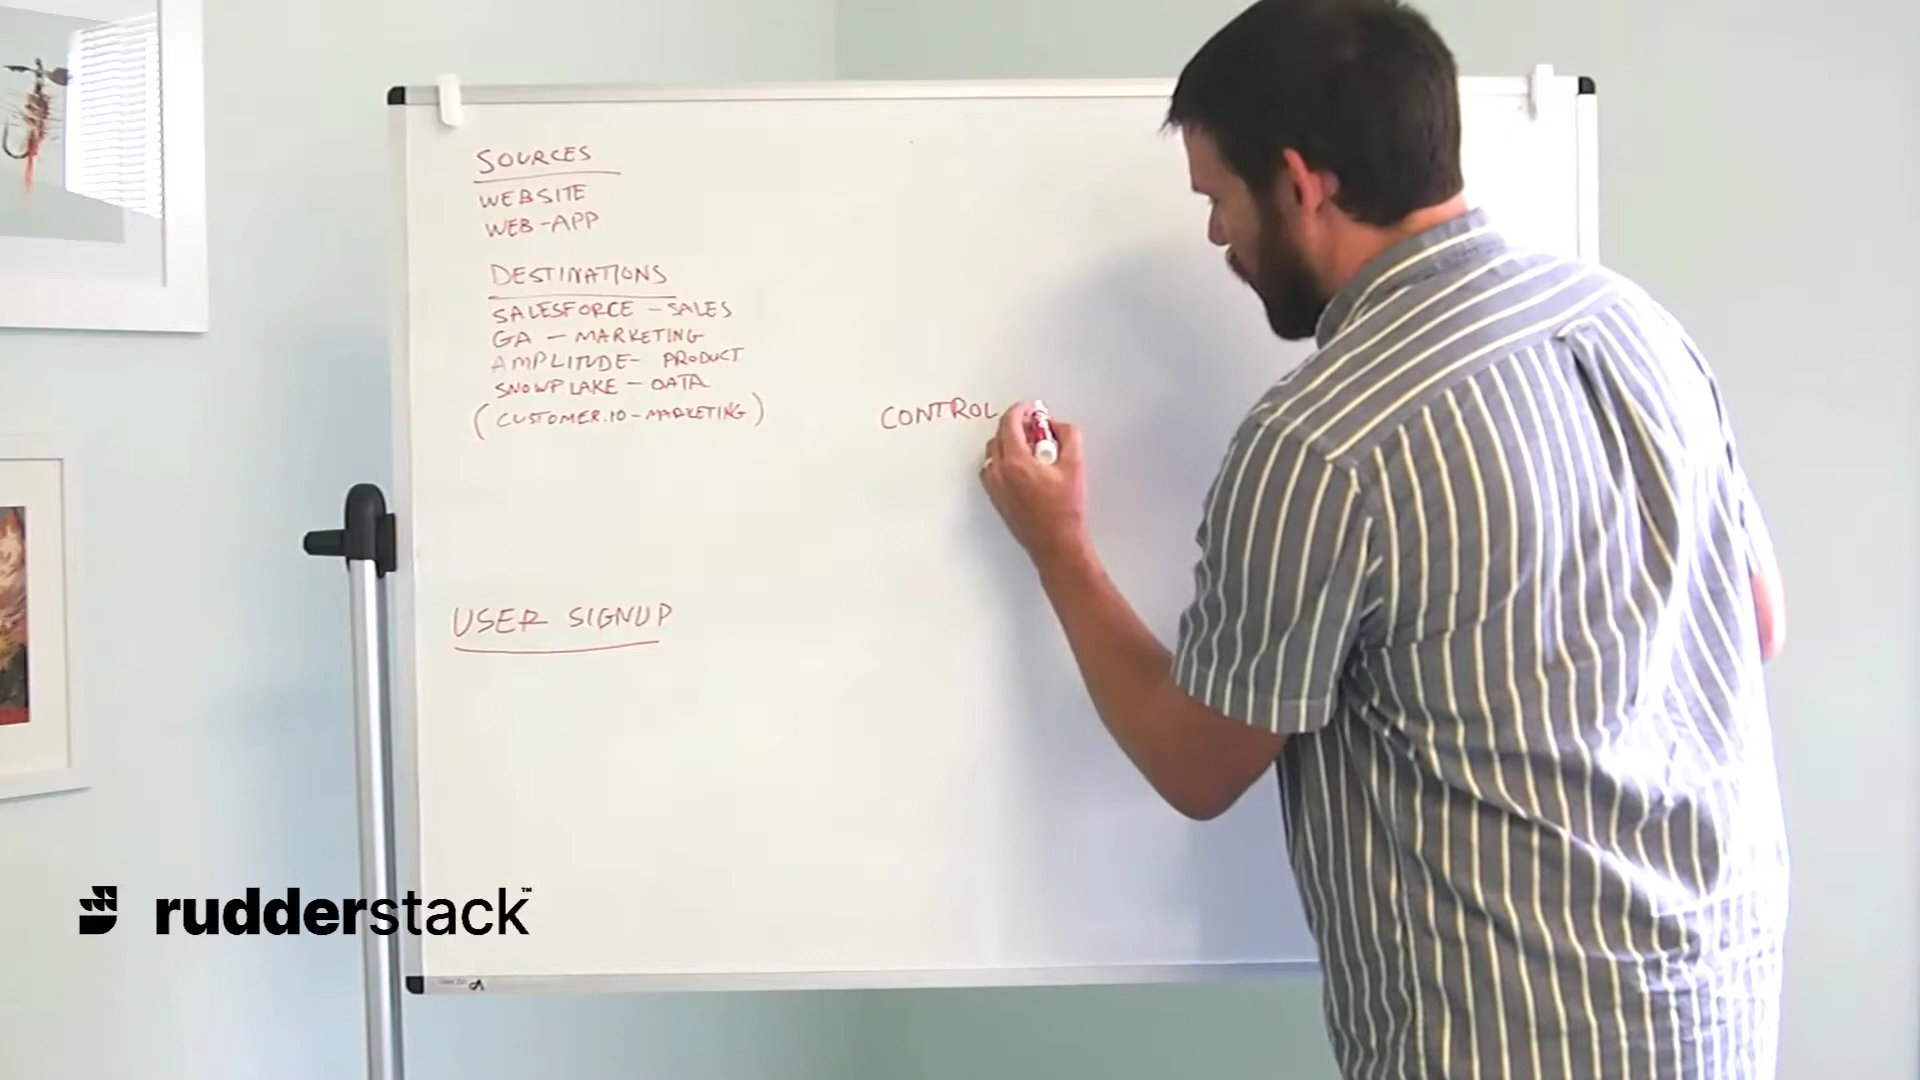 SOURCES
WEBSITE
WEB-APP
DESTINATIONS
SALESFORCE - SALES
GA - MARKETING
AMPLITUDE - PRODUCT
SNOWFLAKE - DATA
(CUSTOMER.IO - MARKETING)
CONTROL
USER SIGNUP
rudderstack™